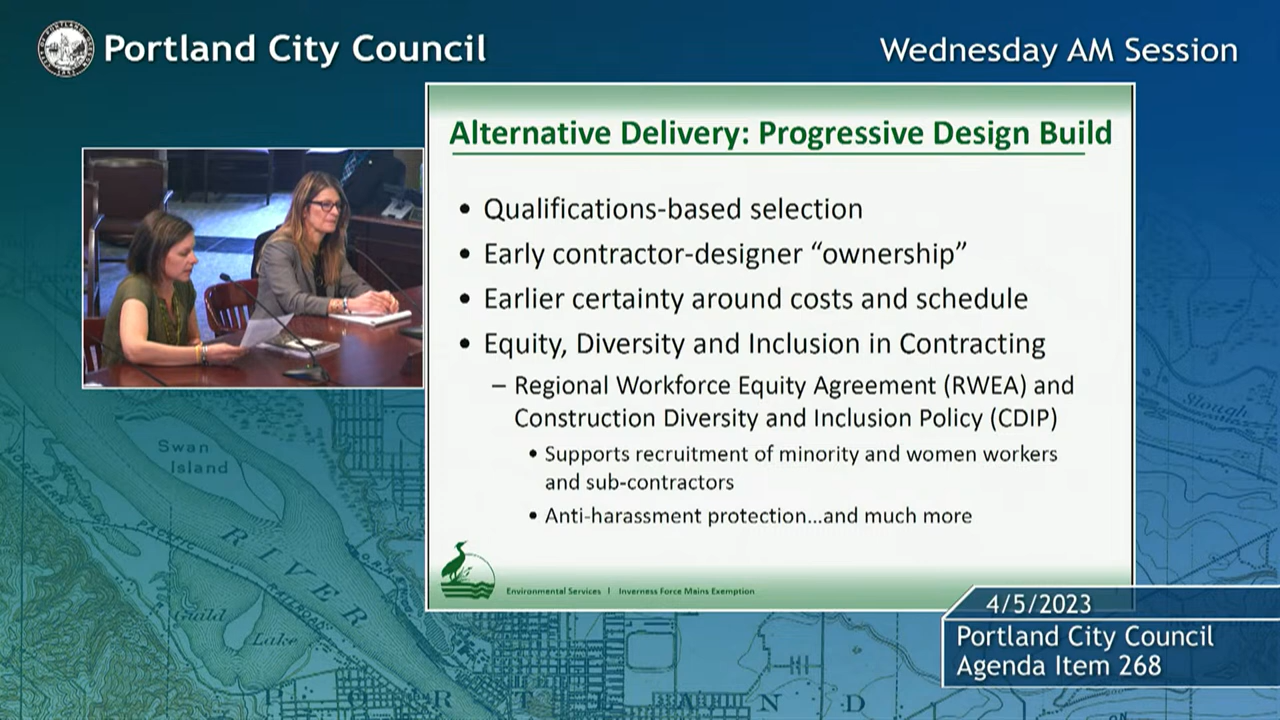 Portland City Council
Wednesday AM Session
Alternative Delivery: Progressive Design Build
• Qualifications-based selection
• Early contractor-designer “ownership”
• Earlier certainty around costs and schedule
• Equity, Diversity and Inclusion in Contracting
– Regional Workforce Equity Agreement (RWEA) and
Construction Diversity and Inclusion Policy (CDIP)
• Supports recruitment of minority and women workers
and sub-contractors
• Anti-harassment protection...and much more
Environmental Services | Inverness Force Mains Exemption
4/5/2023
Portland City Council
Agenda Item 268
Swan
Island
RIVER
Guild
Lake
Slough